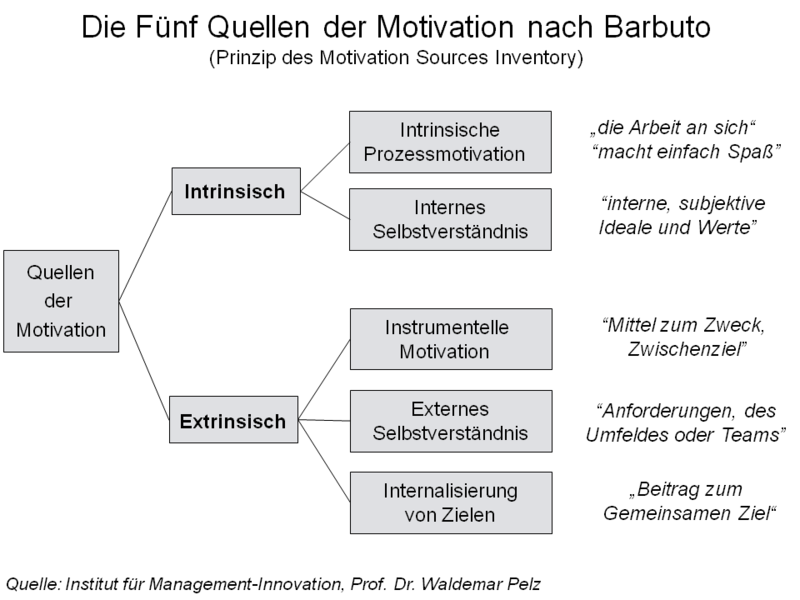 Die Fünf Quellen der Motivation nach Barbuto
(Prinzip des Motivation Sources Inventory)
Quellen
der
Motivation
Intrinsisch
Intrinsische
Prozessmotivation
„die Arbeit an sich“
“macht einfach Spaß”
Internes
Selbstverständnis
“interne, subjektive
Ideale und Werte”
Extrinsisch
Instrumentelle
Motivation
“Mittel zum Zweck,
Zwischenziel”
Externes
Selbstverständnis
“Anforderungen, des
Umfeldes oder Teams”
Internalisierung
von Zielen
„Beitrag zum
Gemeinsamen Ziel“
Quelle: Institut für Management-Innovation, Prof. Dr. Waldemar Pelz